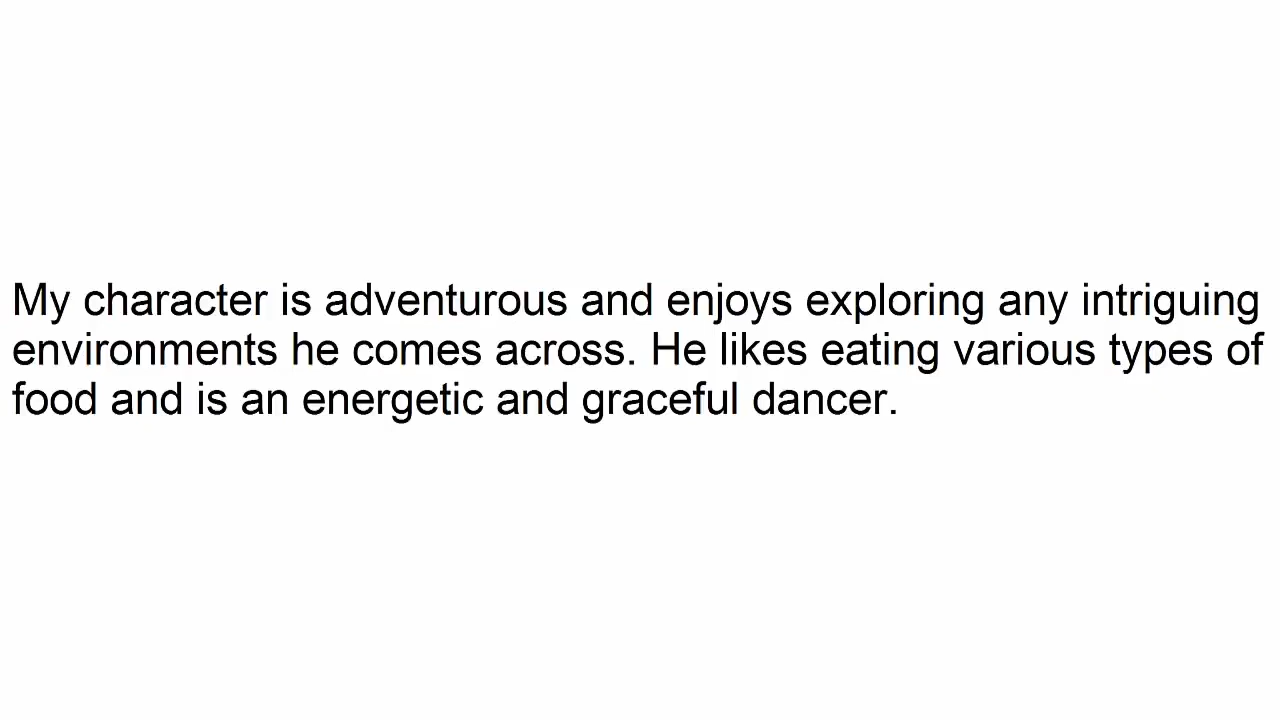 My character is adventurous and enjoys exploring any intriguing
environments he comes across. He likes eating various types of
food and is an energetic and graceful dancer.